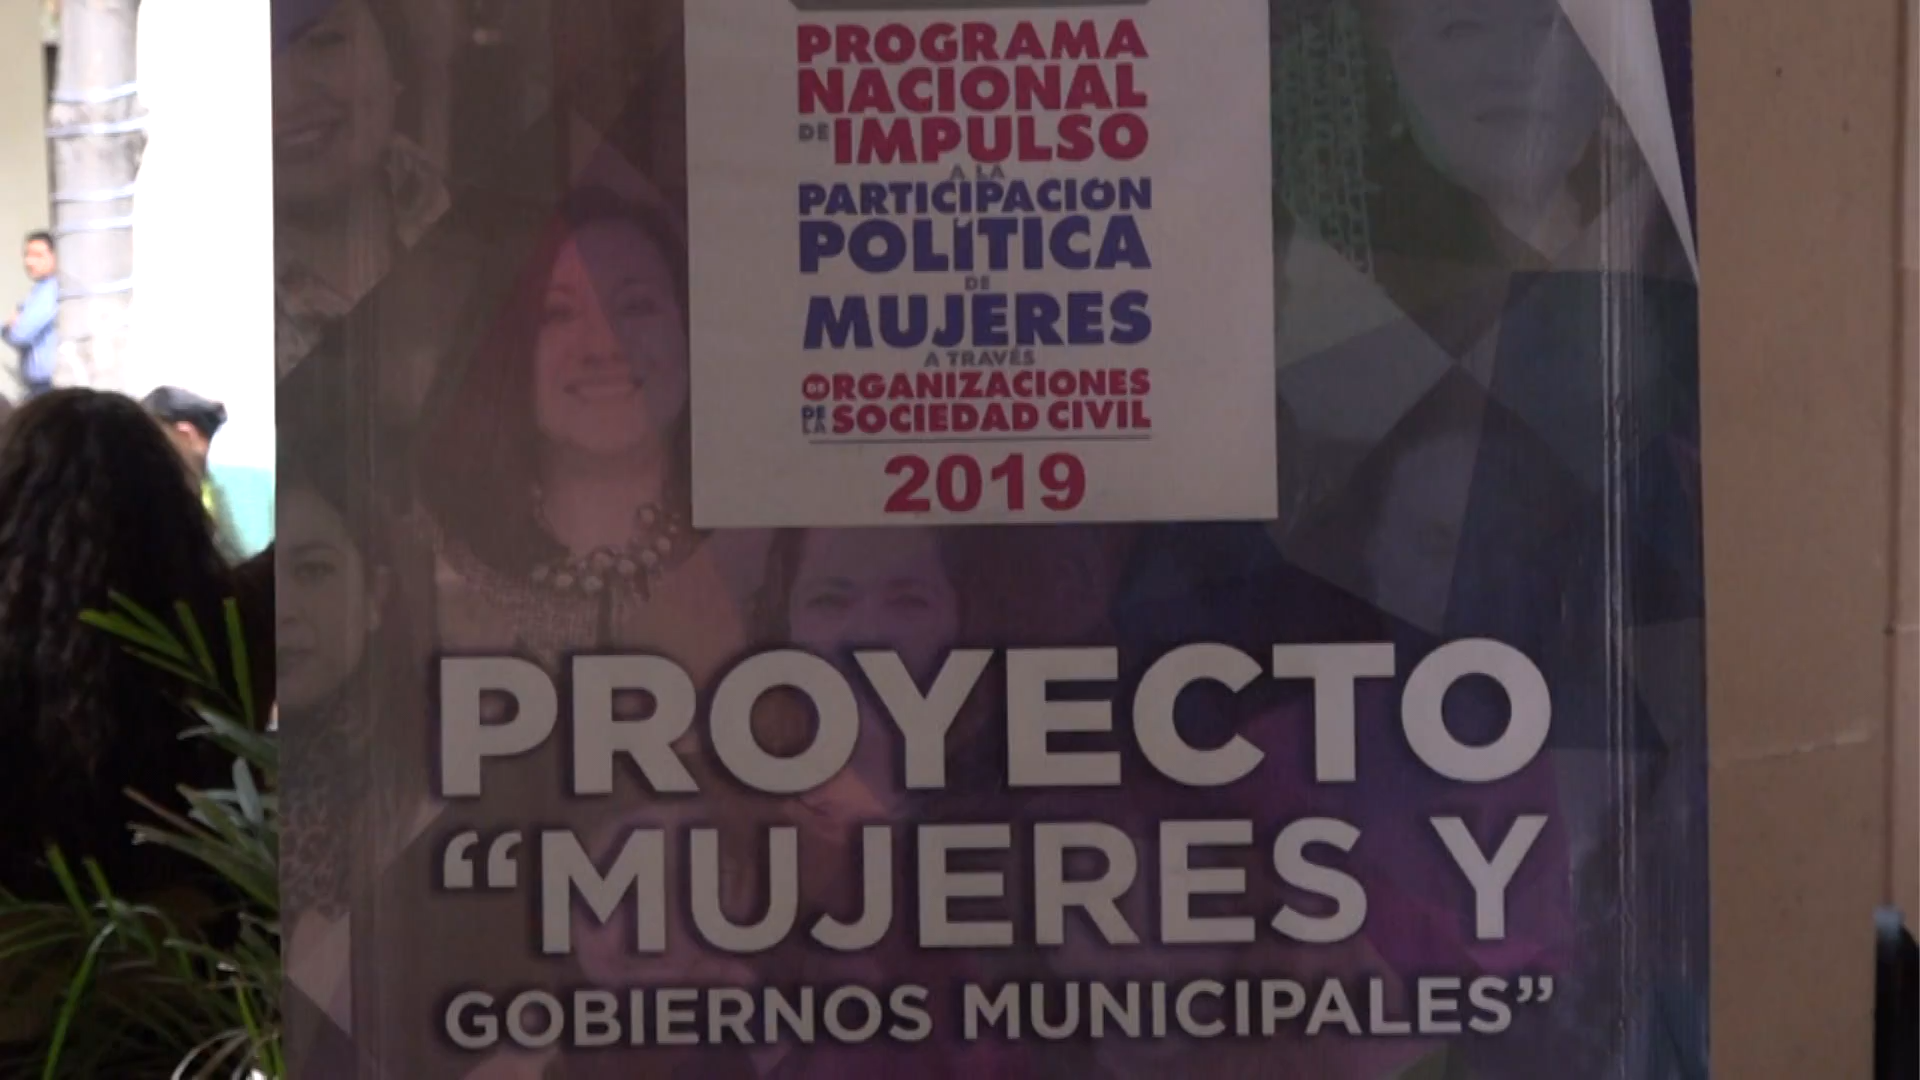 PROGRAMA
NACIONAL
DE IMPULSO
A LA
PARTICIPACIÓN
POLÍTICA
DE
MUJERES
A TRAVÉS
DE ORGANIZACIONES
DE LA SOCIEDAD CIVIL
2019
PROYECTO
“MUJERES Y
GOBIERNOS MUNICIPALES”